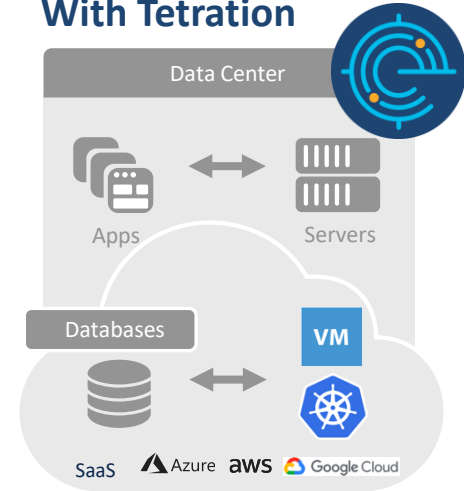 With Tetration
Data Center
Apps
Servers
Databases
VM
SaaS
Azure
aws
Google Cloud